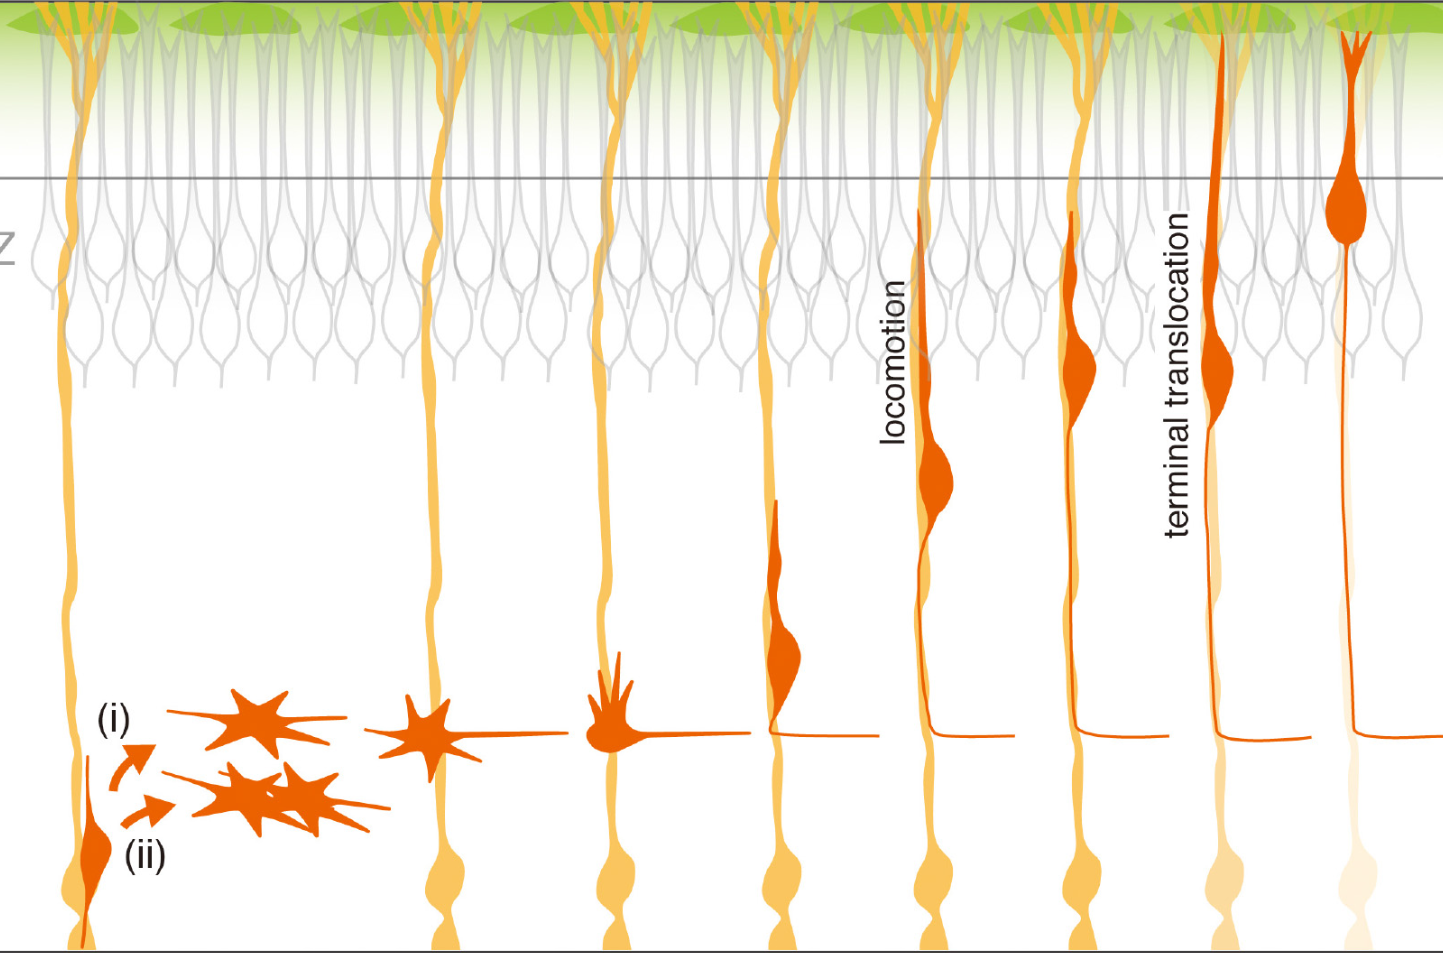 Z
locomotion
terminal translocation
(i)
(ii)